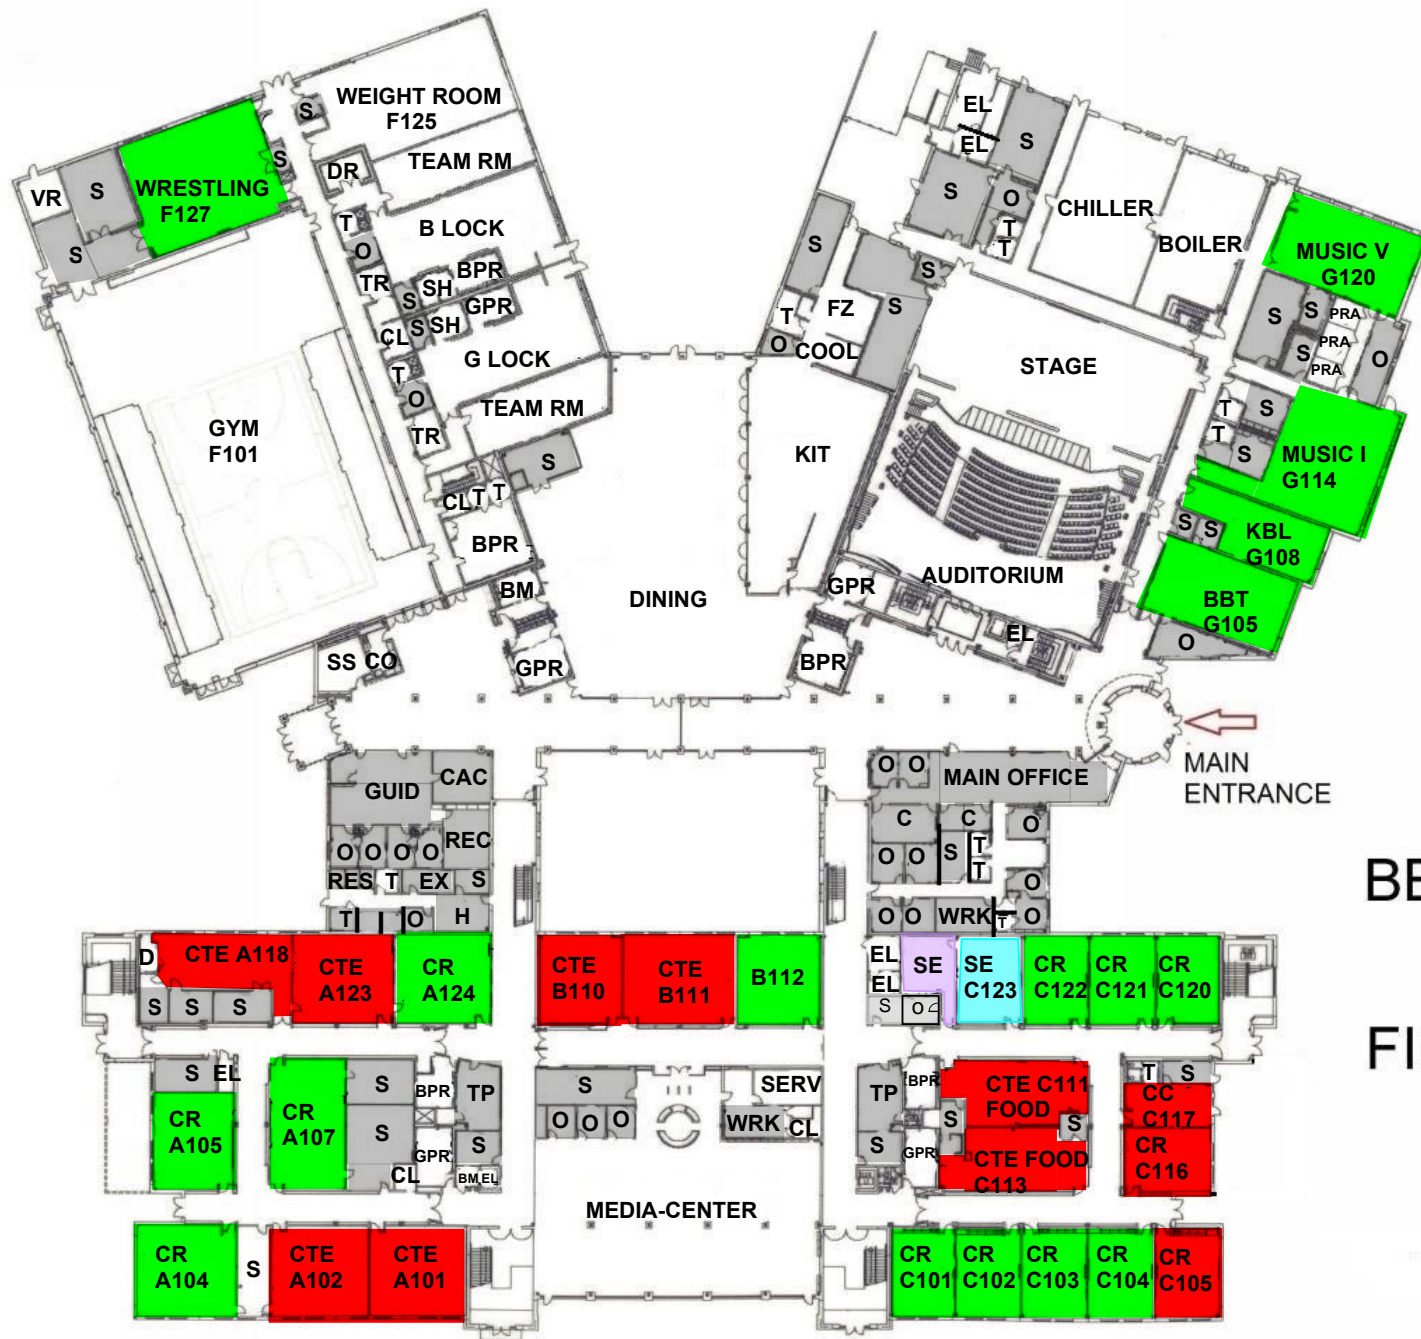 WEIGHT ROOM
F125
S
TEAM RM
DR
S
WRESTLING
F127
VR
S
S
T
B LOCK
O
TR
BPR
SH
S
GPR
SH
S
CL
G LOCK
T
O
TEAM RM
TR
GYM
F101
S
CL
T
T
BPR
BM
GPR
SS
CO
DINING
EL
EL
S
S
O
T
T
CHILLER
BOILER
S
S
S
FZ
T
O
COOL
KIT
STAGE
AUDITORIUM
GPR
BPR
EL
MUSIC V
G120
S
S
S
PRA
PRA
PRA
O
T
S
T
S
MUSIC I
G114
S
S
KBL
G108
BBT
G105
O
MAIN
ENTRANCE
GUID
CAC
O
O
O
O
REC
RES
T
EX
S
T
O
H
O
O
MAIN OFFICE
C
C
O
O
O
S
T
T
O
O
O
WRK
T
O
O
BE
FI
D
CTE A118
S
S
S
CTE
A123
CR
A124
CTE
B110
CTE
B111
B112
EL
EL
S
O
SE
SE
C123
CR
C122
CR
C121
CR
C120
S
EL
CR
A105
CR
A107
S
S
CL
BPR
GPR
TP
S
BM
EL
S
O
O
O
SERV
WRK
CL
MEDIA-CENTER
TP
S
BPR
GPR
CTE C111
FOOD
S
S
CTE FOOD
C113
T
S
CC
C117
CR
C116
CR
A104
S
CTE
A102
CTE
A101
CR
C101
CR
C102
CR
C103
CR
C104
CR
C105